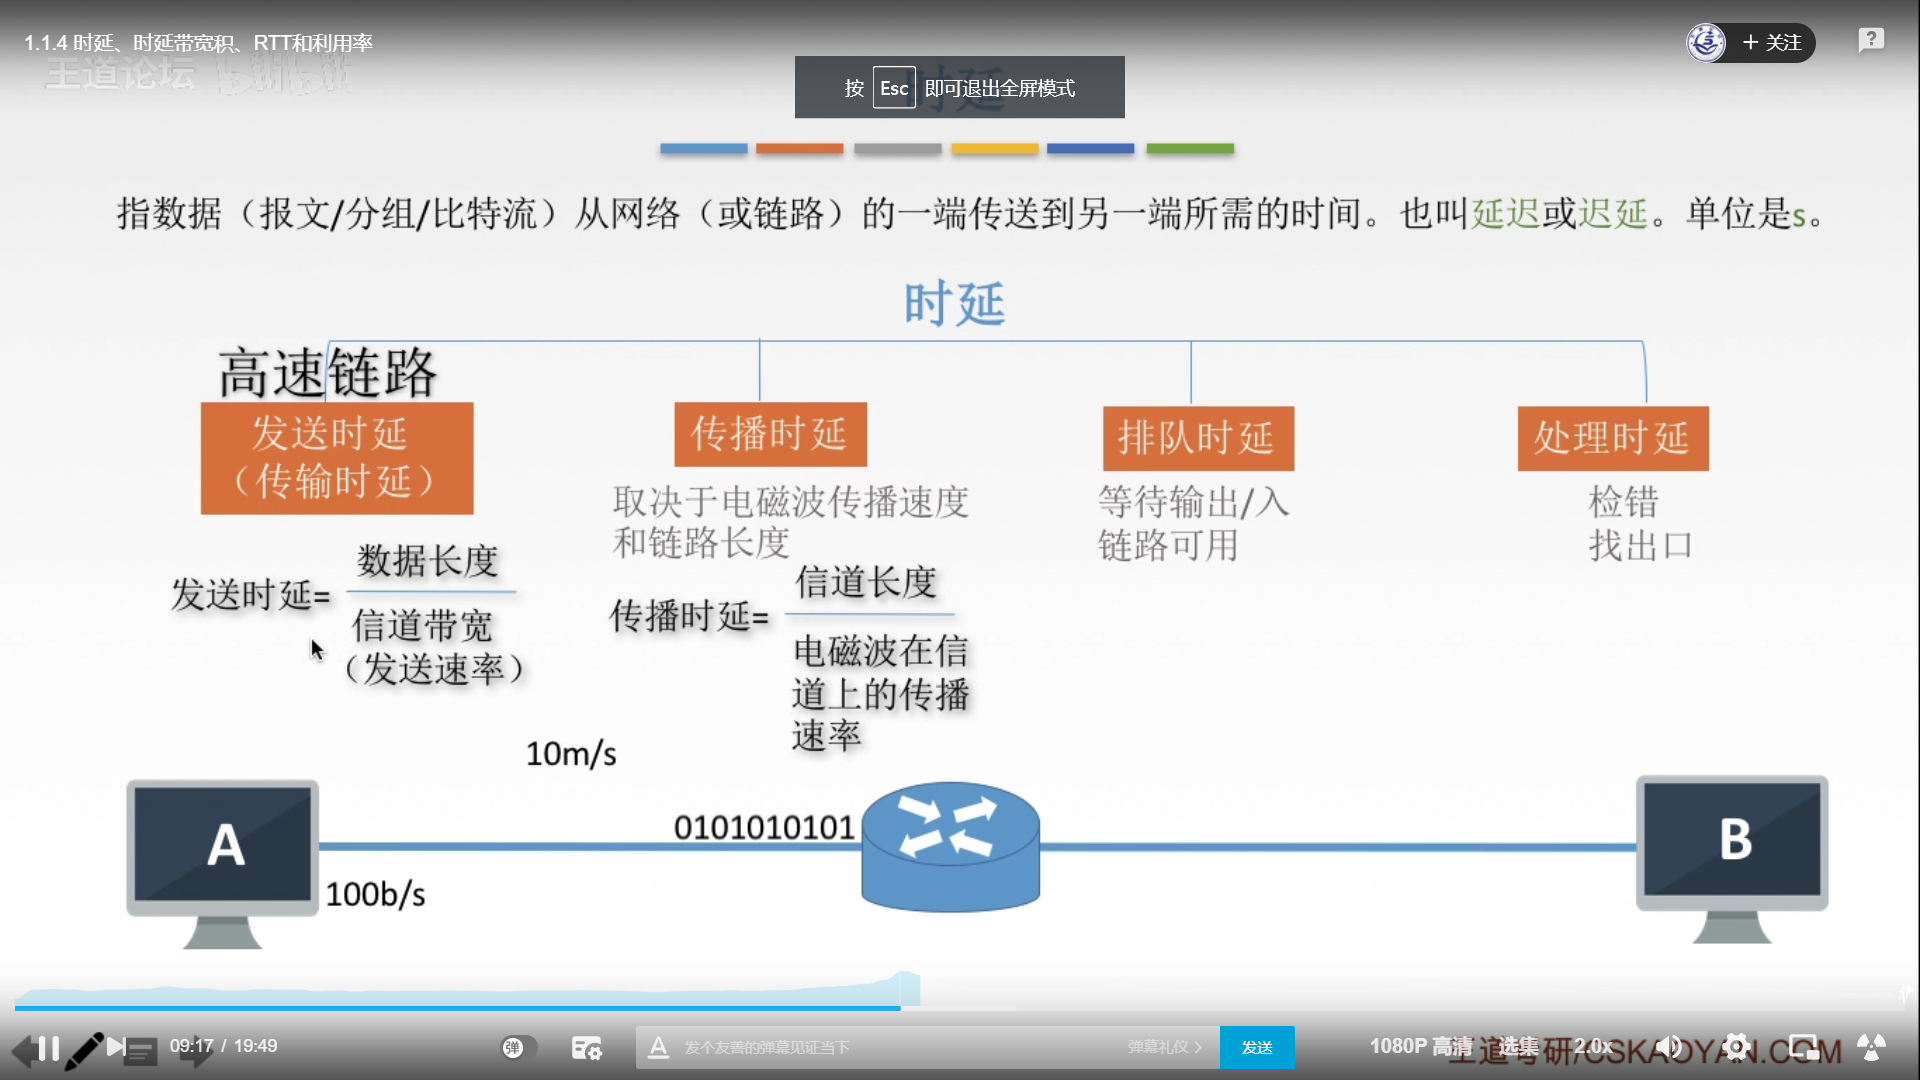 1.1.4 时延、时延带宽积、RTT和利用率
+ 关注
?
王道论坛 bilibili
时延
按 Esc 即可退出全屏模式
指数据（报文/分组/比特流）从网络（或链路）的一端传送到另一端所需的时间。也叫延迟或迟延。单位是s。
时延
高速链路
发送时延
（传输时延）
传播时延
排队时延
处理时延
取决于电磁波传播速度
和链路长度
等待输出/入
链路可用
检错
找出口
发送时延=
数据长度
信道带宽
（发送速率）
传播时延=
信道长度
电磁波在信
道上的传播
速率
10m/s
0101010101
A
100b/s
B
09:17 / 19:49
弹
A 发个友善的弹幕见证当下
弹幕礼仪 >
发送
1080P 高清
选集
2.0x
王道考研/CSKAOYAN.COM